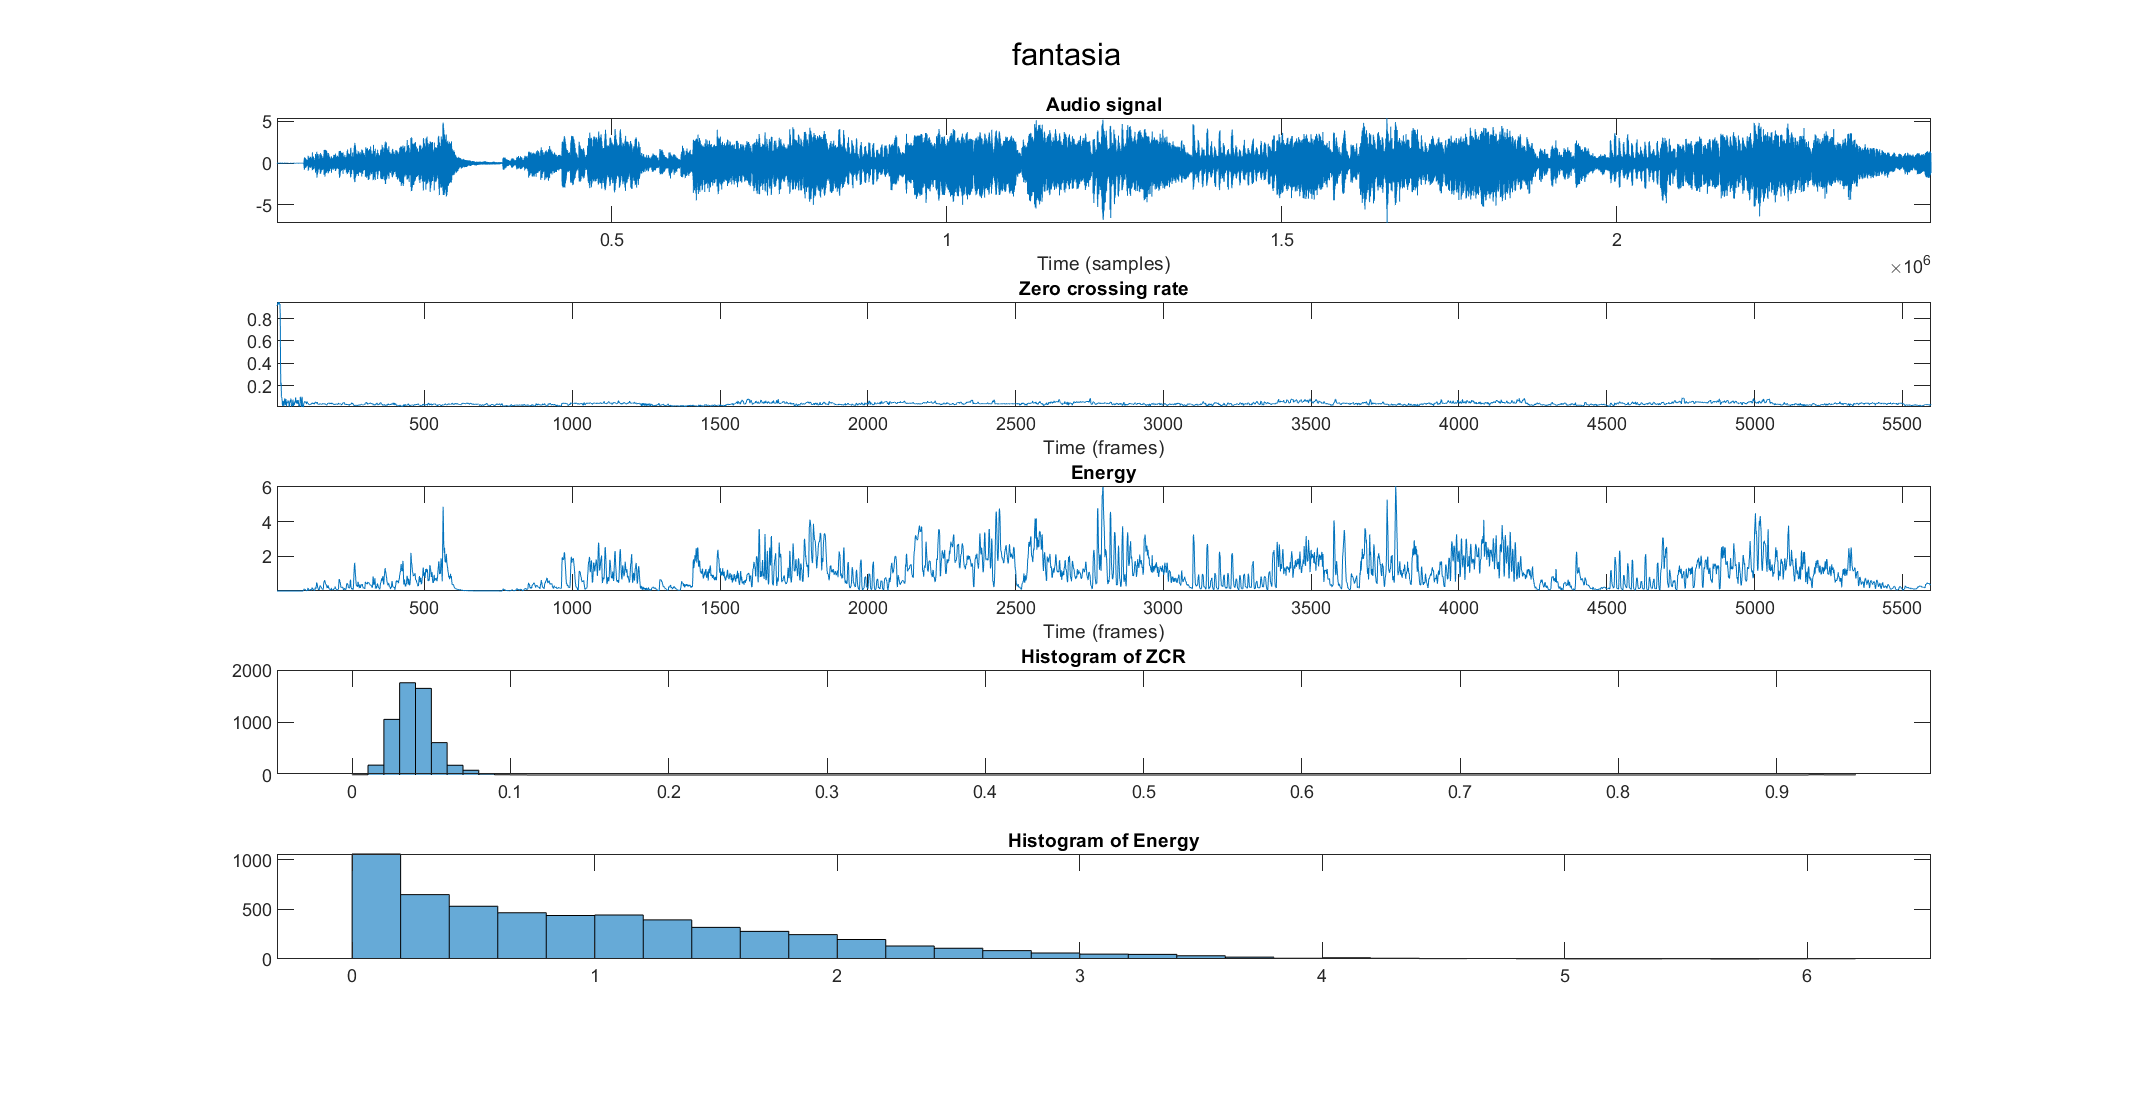 fantasia
Audio signal
5
0
-5
0.5 1 1.5 2
Time (samples) ×10^6
Zero crossing rate
0.8
0.6
0.4
0.2
500 1000 1500 2000 2500 3000 3500 4000 4500 5000 5500
Time (frames)
Energy
6
4
2
500 1000 1500 2000 2500 3000 3500 4000 4500 5000 5500
Time (frames)
Histogram of ZCR
2000
1000
0
0 0.1 0.2 0.3 0.4 0.5 0.6 0.7 0.8 0.9
Histogram of Energy
1000
500
0
0 1 2 3 4 5 6